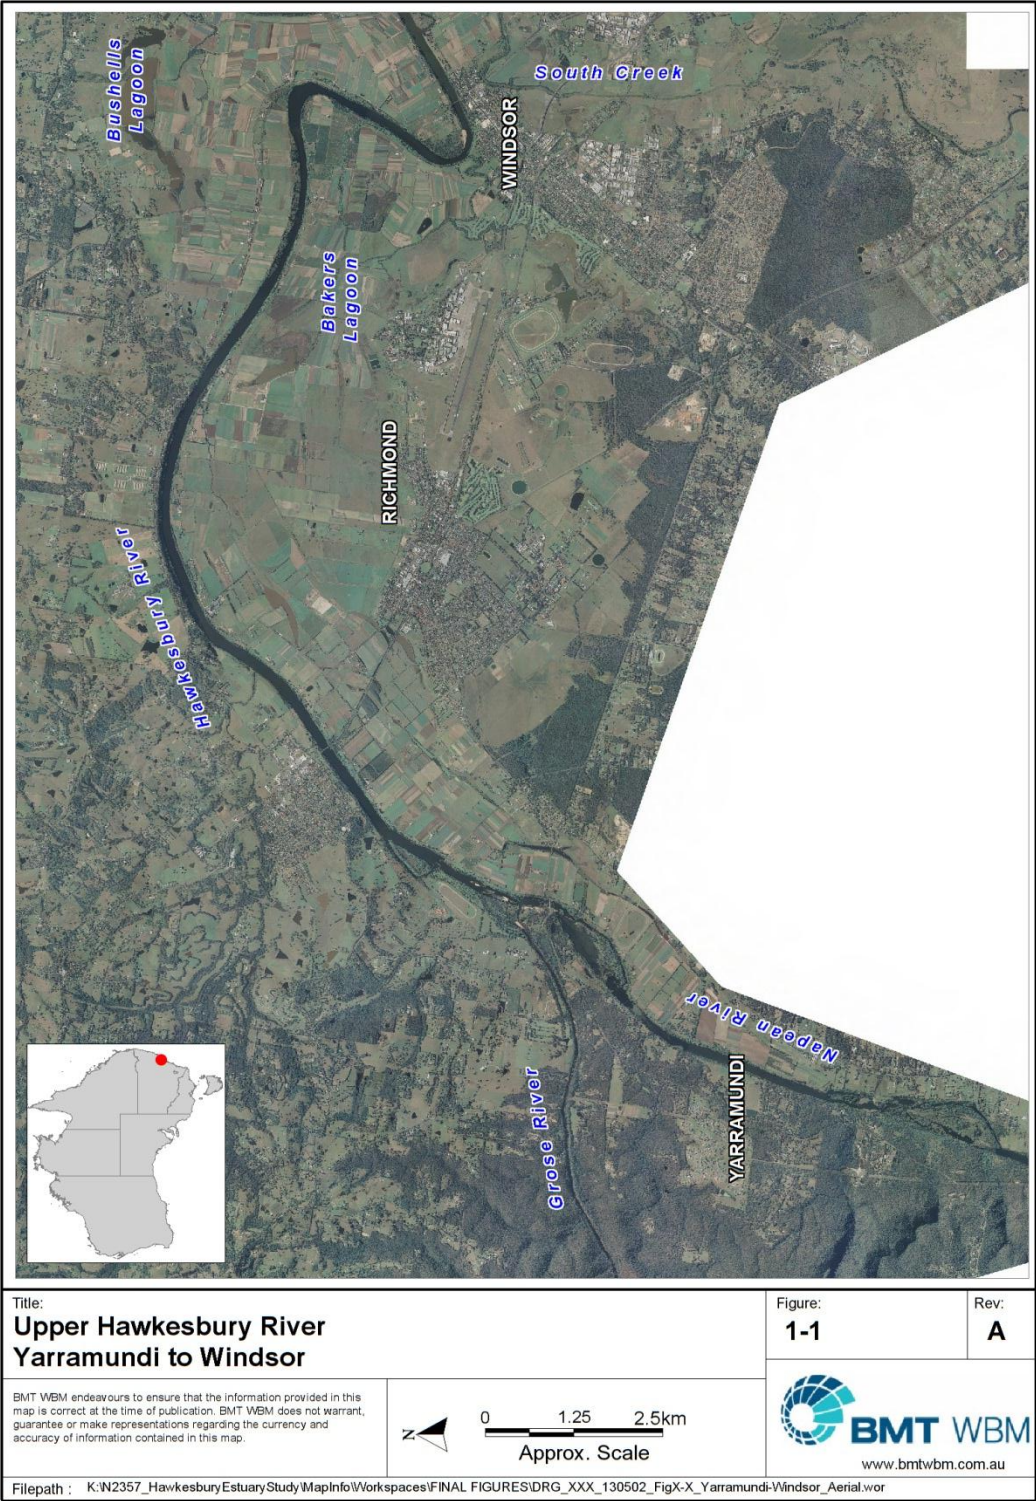 Bushells
Lagoon
South Creek
WINDSOR
Bakers
Lagoon
RICHMOND
Hawkesbury River
Napean River
YARRAMUNDI
Grose River
Title:
Upper Hawkesbury River
Yarramundi to Windsor
Figure:
1-1
Rev:
A
BMT WBM endeavours to ensure that the information provided in this
map is correct at the time of publication. BMT WBM does not warrant,
guarantee or make representations regarding the currency and
accuracy of information contained in this map.
N
0 1.25 2.5km
Approx. Scale
BMT WBM
www.bmtwbm.com.au
Filepath : K:\N2357_HawkesburyEstuaryStudy\MapInfo\Workspaces\FINAL FIGURES\DRG_XXX_130502_FigX-X_Yarramundi-Windsor_Aerial.wor